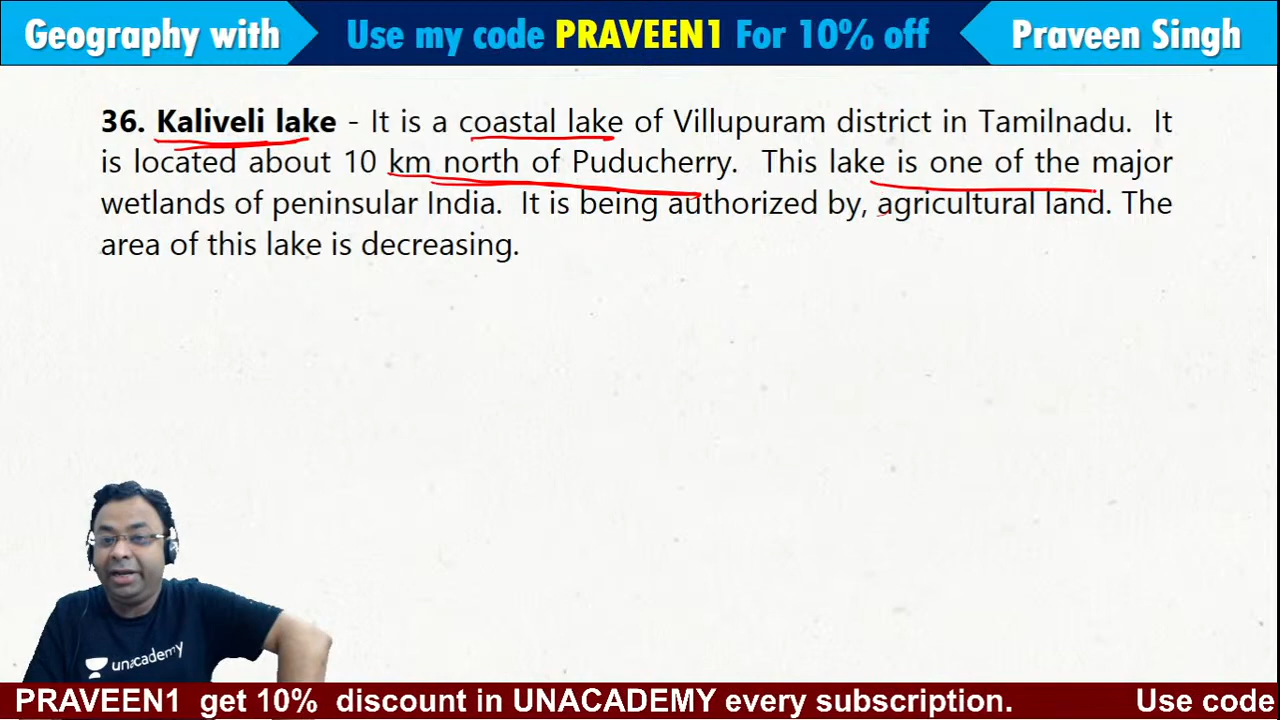 Geography with
Use my code PRAVEEN1 For 10% off
Praveen Singh
36. Kaliveli lake - It is a coastal lake of Villupuram district in Tamilnadu. It
is located about 10 km north of Puducherry. This lake is one of the major
wetlands of peninsular India. It is being authorized by, agricultural land. The
area of this lake is decreasing.
unacademy
PRAVEEN1 get 10% discount in UNACADEMY every subscription. Use code